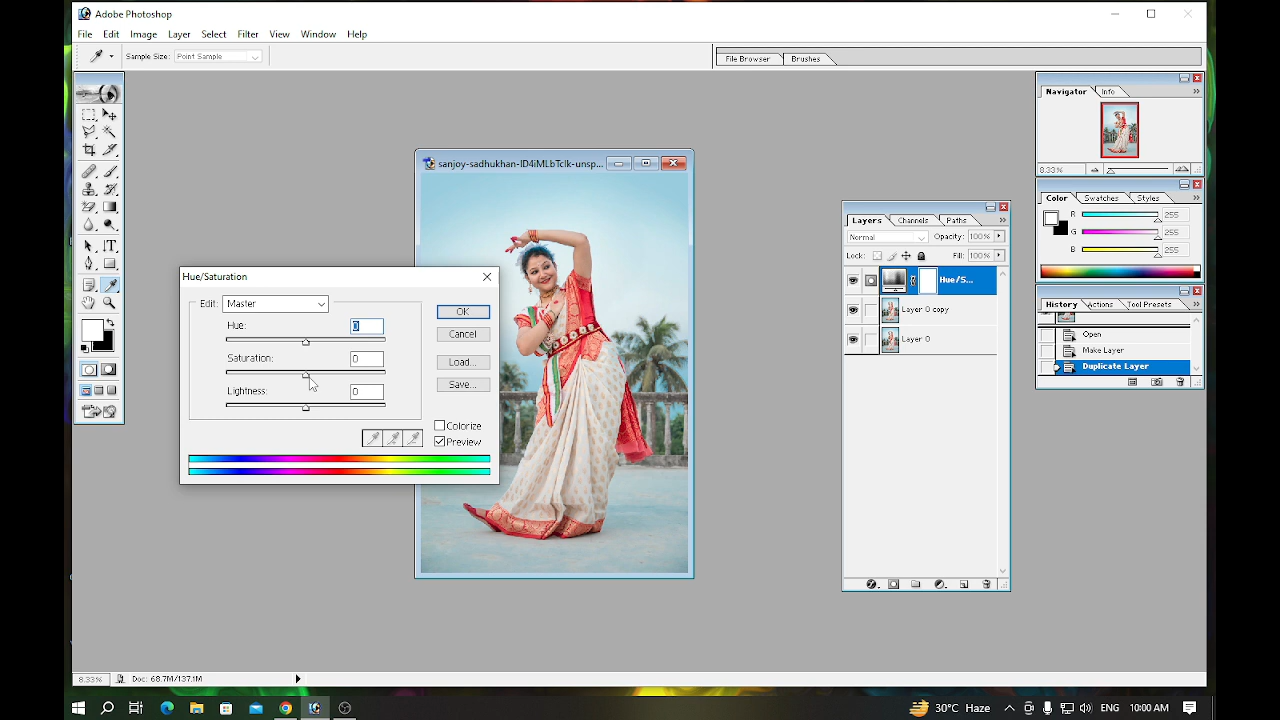 Adobe Photoshop
File Edit Image Layer Select Filter View Window Help
Sample Size: Point Sample
File Browser Brushes
Navigator Info
8.33%
Color Swatches Styles
R 255
G 255
B 255
History Actions Tool Presets
Open
Make Layer
Duplicate Layer
sanjoy-sadhukhan-ID4iMLbTcIk-unsp...
Layers Channels Paths
Normal Opacity: 100%
Lock: Fill: 100%
Hue/S...
Layer 0 copy
Layer 0
Hue/Saturation
Edit: Master
Hue: 0
Saturation: 0
Lightness: 0
OK
Cancel
Load...
Save...
Colorize
Preview
8.33% Doc: 68.7M/137.1M
30°C Haze 10:00 AM